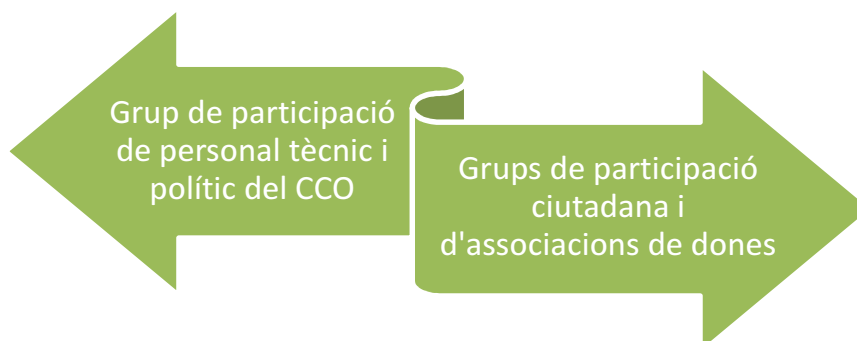 Grup de participació
de personal tècnic i
polític del CCO
Grups de participació
ciutadana i
d'associacions de dones